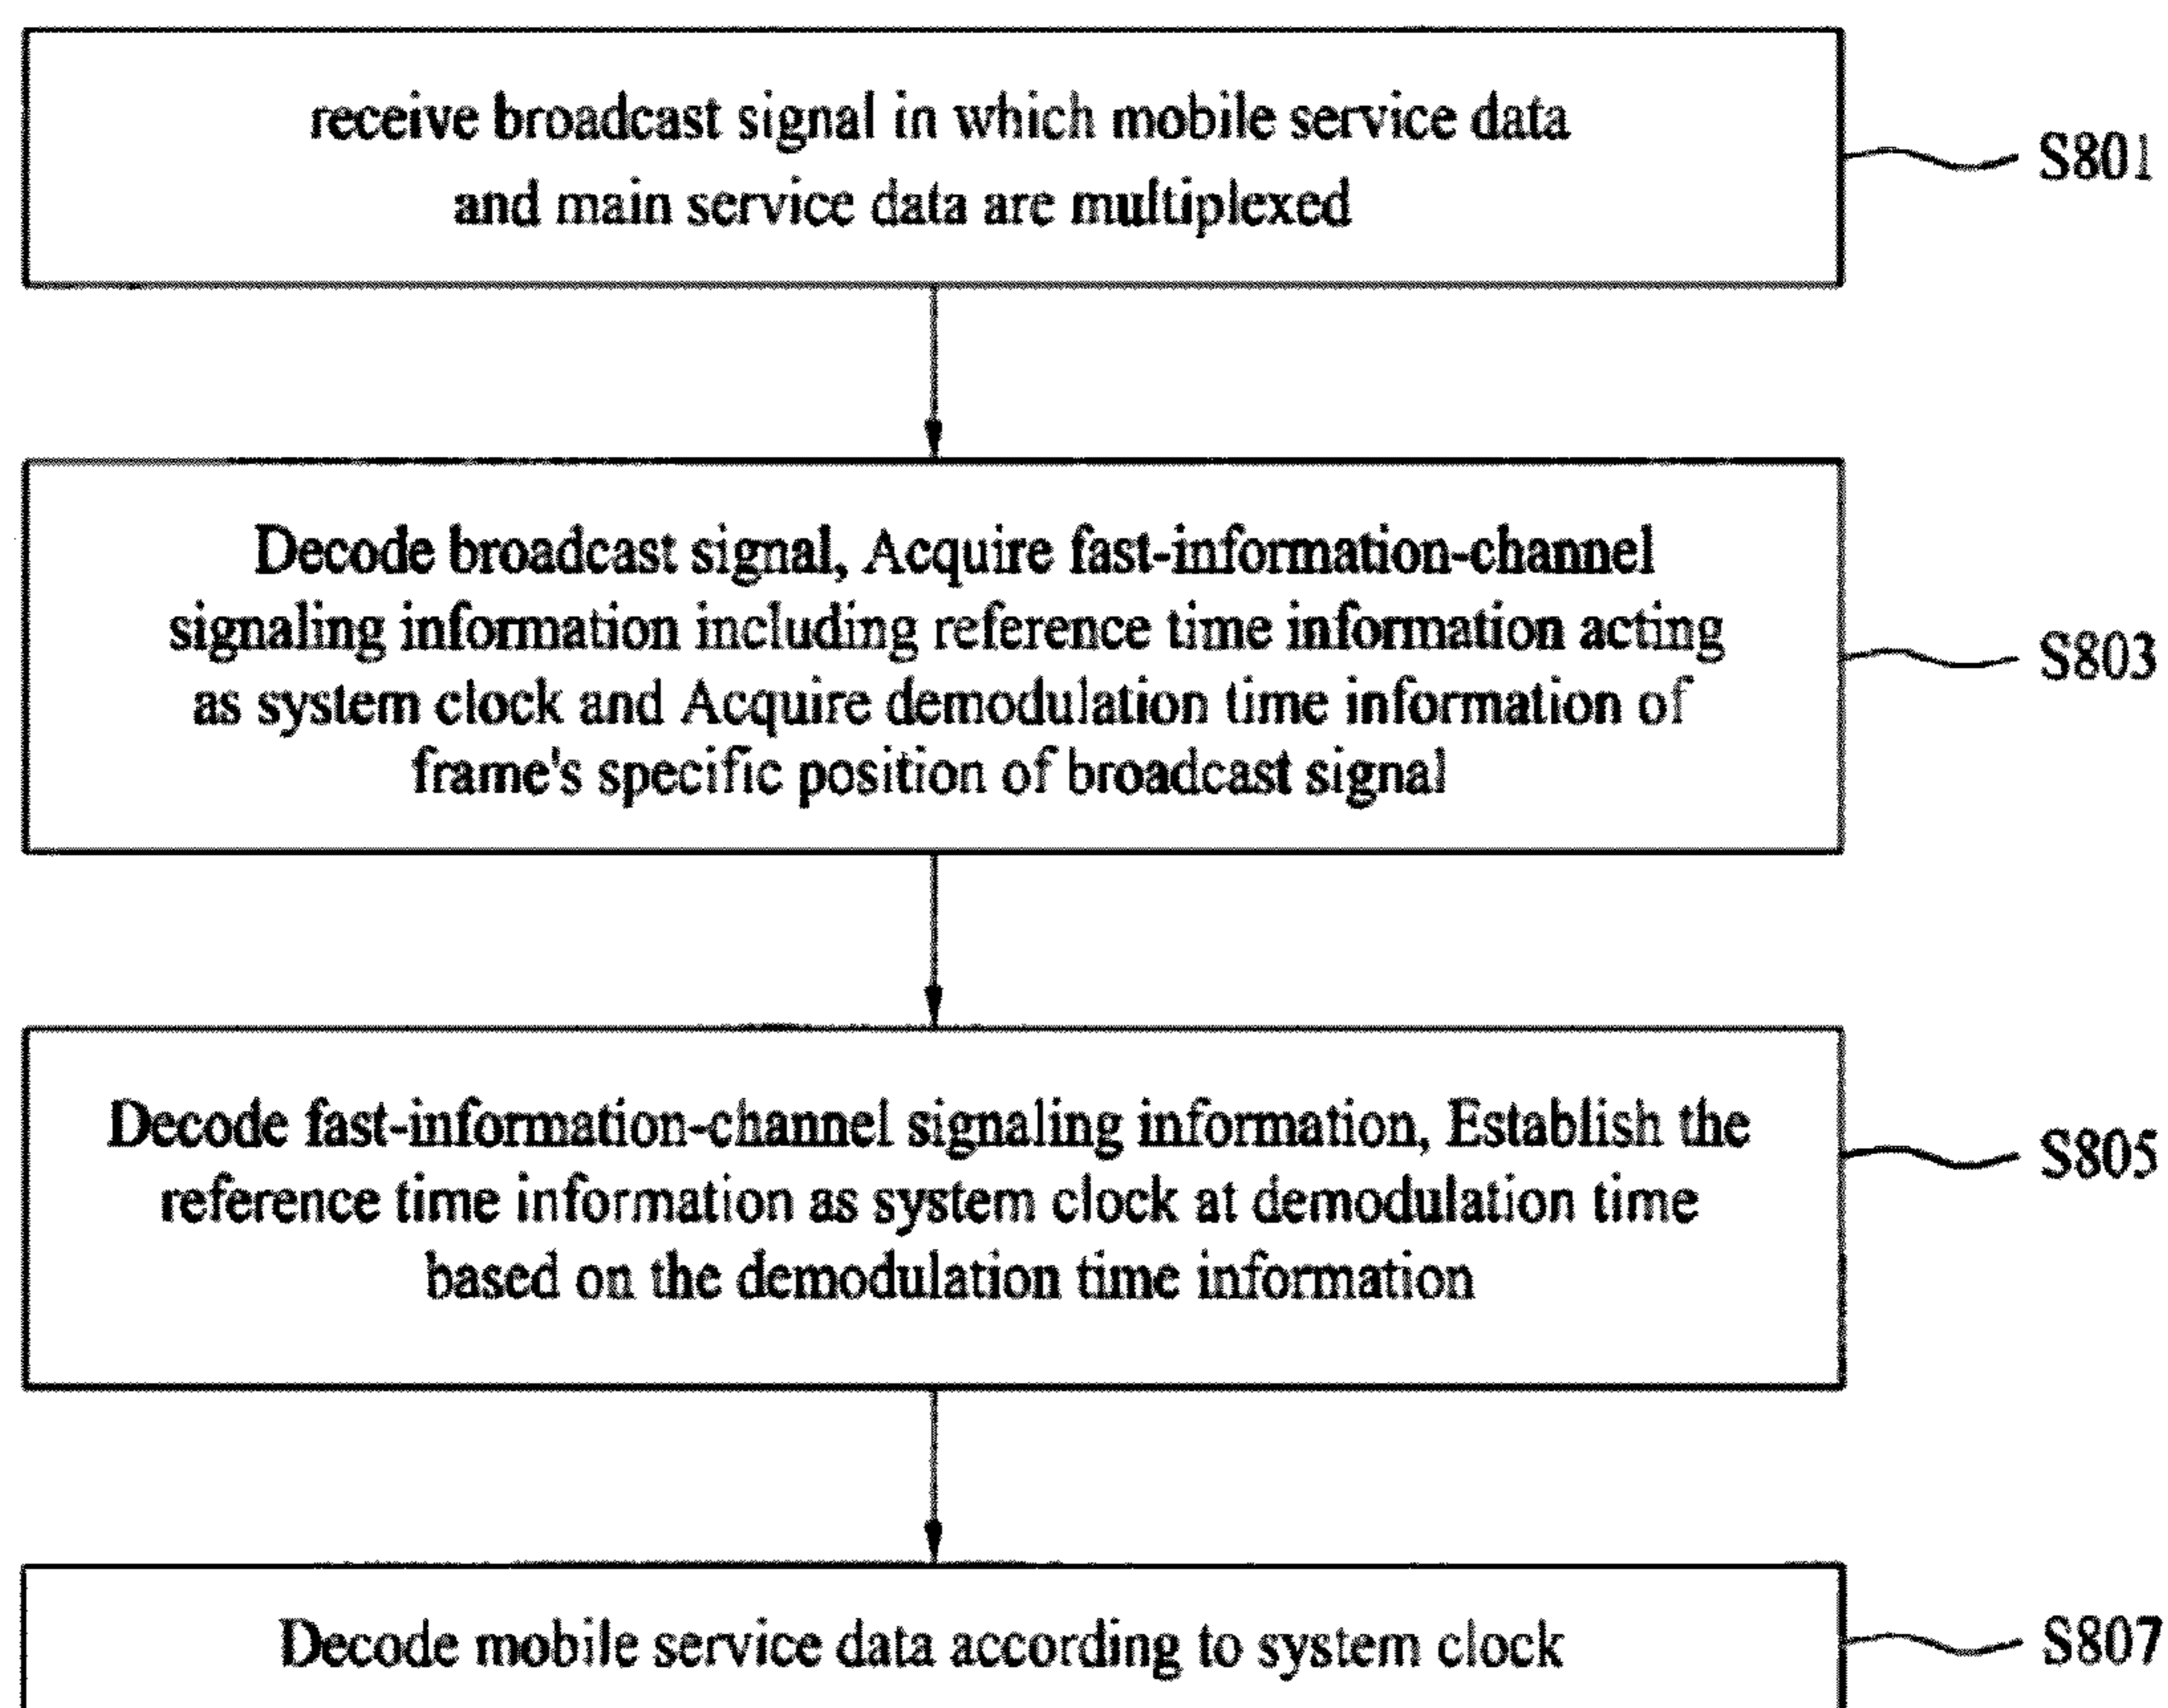 receive broadcast signal in which mobile service data
and main service data are multiplexed
S801
Decode broadcast signal, Acquire fast-information-channel
signaling information including reference time information acting
as system clock and Acquire demodulation time information of
frame's specific position of broadcast signal
S803
Decode fast-information-channel signaling information, Establish the
reference time information as system clock at demodulation time
based on the demodulation time information
S805
Decode mobile service data according to system clock
S807